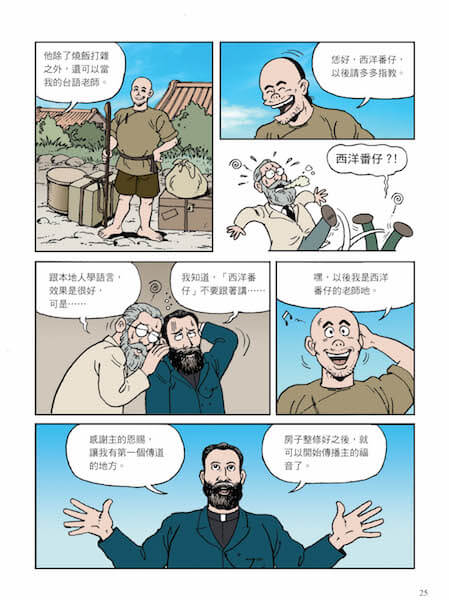 他除了燒飯打雜
之外，還可以當
我的台語老師。
恁好，西洋番仔，
以後請多多指教。
西洋番仔？！
跟本地人學語言，
效果是很好，
可是……
我知道，「西洋番
仔」不要跟著講……
嘿，以後我是西洋
番仔的老師吔。
感謝主的恩賜，
讓我有第一個傳道
的地方。
房子整修好之後，就
可以開始傳播主的福
音了。
25